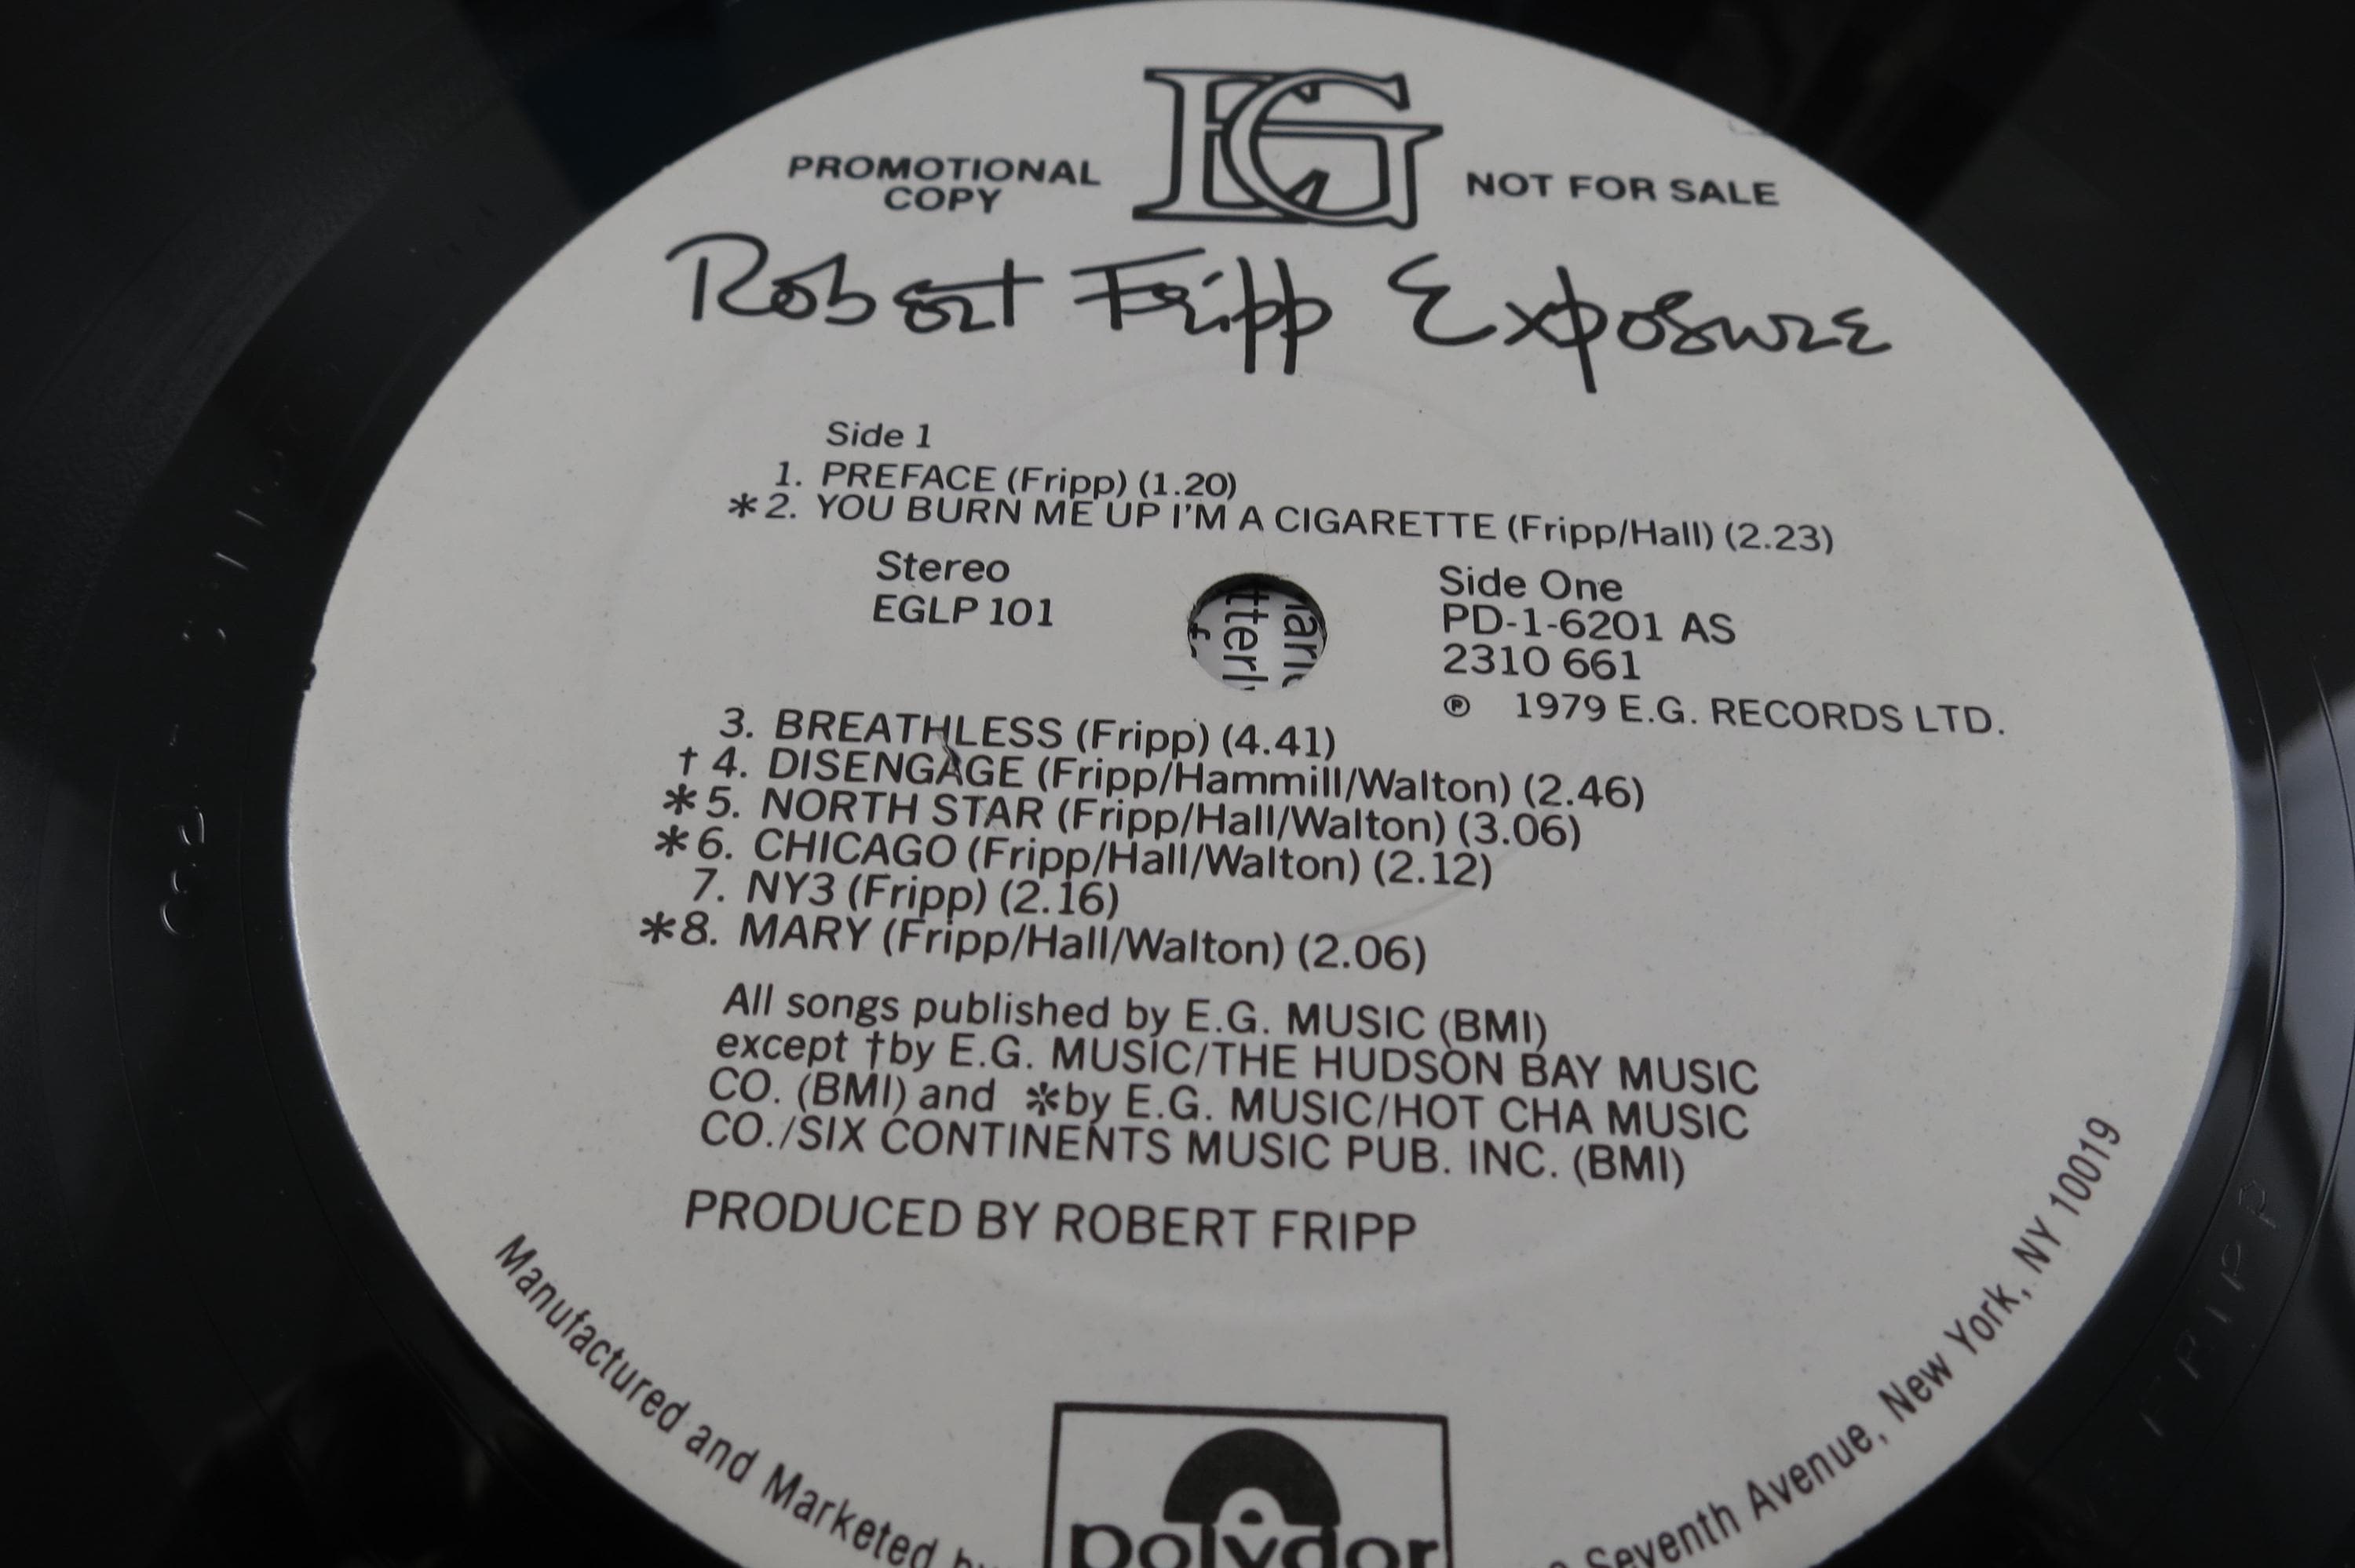 EG
PROMOTIONAL
COPY
NOT FOR SALE
Robert Fripp Exposure
Side 1
1. PREFACE (Fripp) (1.20)
*2. YOU BURN ME UP I'M A CIGARETTE (Fripp/Hall) (2.23)
Stereo
EGLP 101
Side One
PD-1-6201 AS
2310 661
℗ 1979 E.G. RECORDS LTD.
3. BREATHLESS (Fripp) (4.41)
†4. DISENGAGE (Fripp/Hammill/Walton) (2.46)
*5. NORTH STAR (Fripp/Hall/Walton) (3.06)
*6. CHICAGO (Fripp/Hall/Walton) (2.12)
7. NY3 (Fripp) (2.16)
*8. MARY (Fripp/Hall/Walton) (2.06)
All songs published by E.G. MUSIC (BMI)
except †by E.G. MUSIC/THE HUDSON BAY MUSIC
CO. (BMI) and *by E.G. MUSIC/HOT CHA MUSIC
CO./SIX CONTINENTS MUSIC PUB. INC. (BMI)
PRODUCED BY ROBERT FRIPP
Manufactured and Marketed
Seventh Avenue, New York, NY 10019
polydor
FRIPP